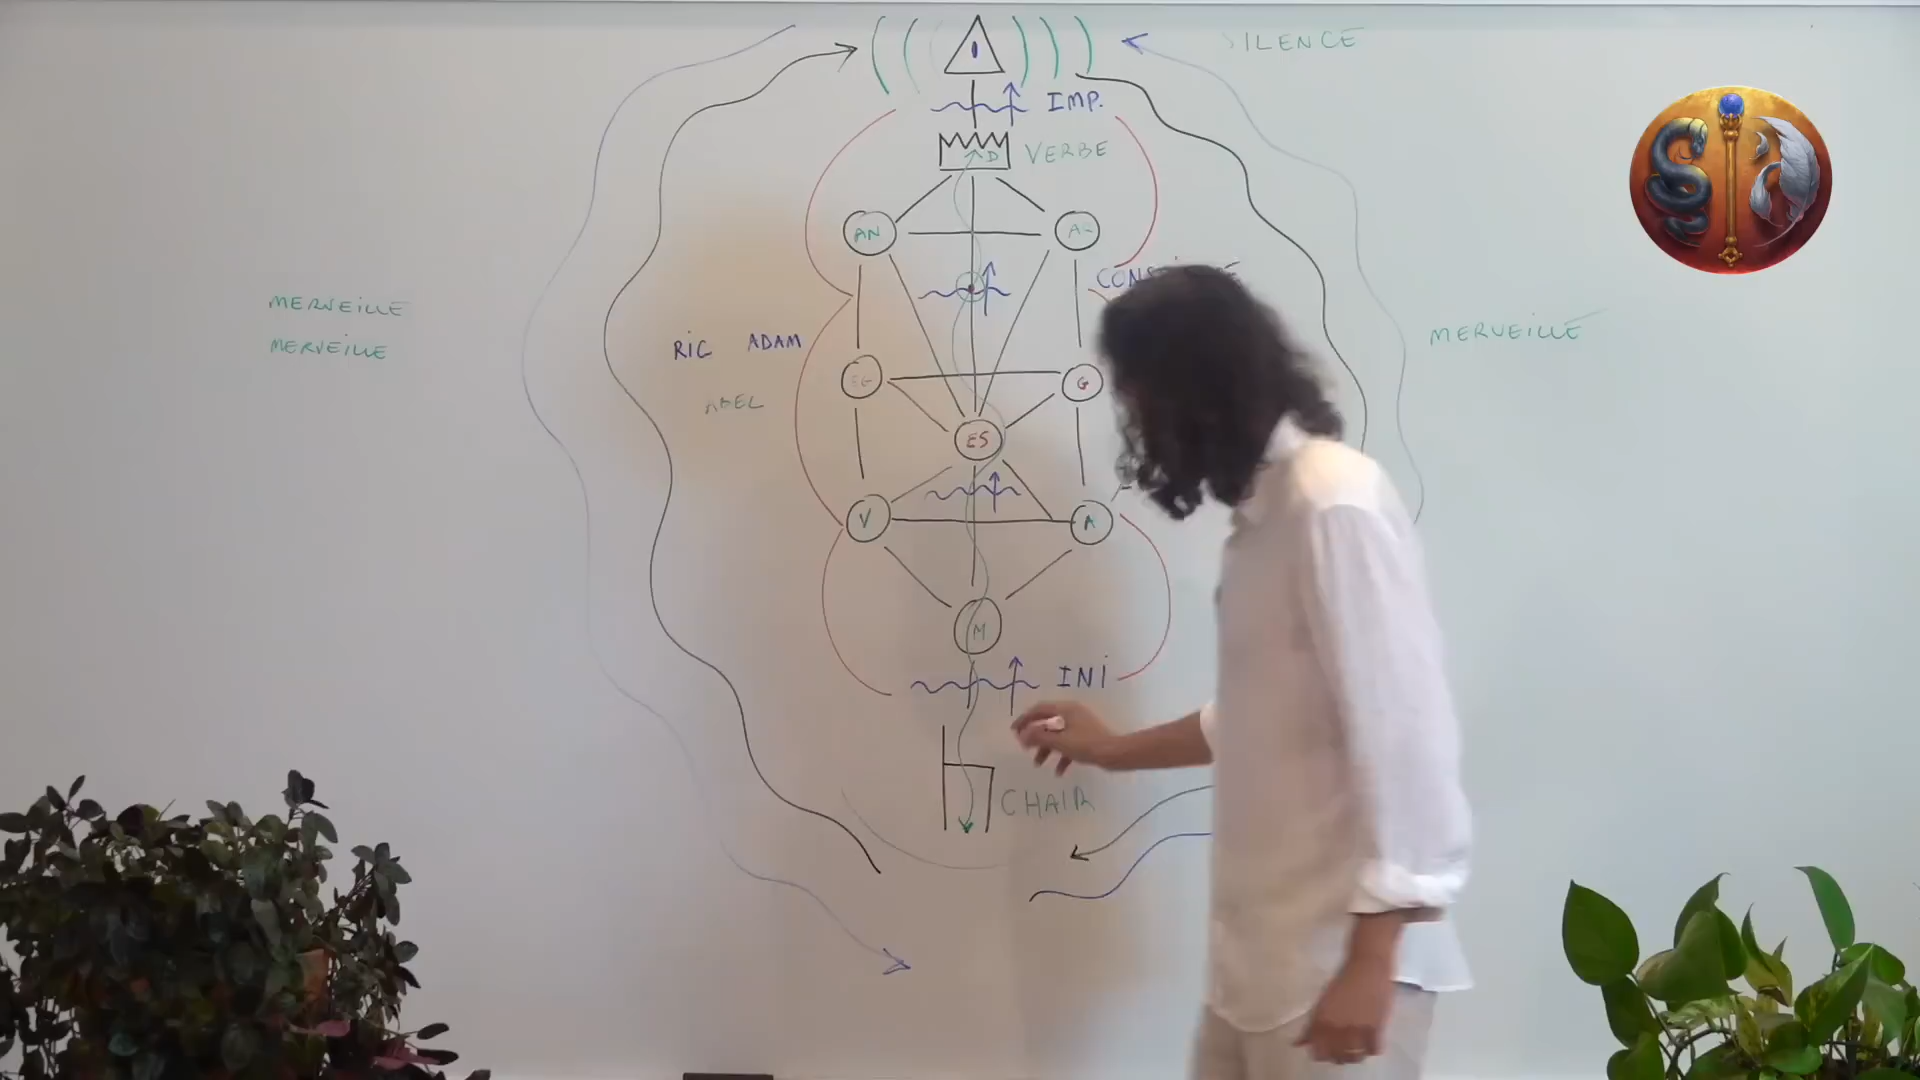 SILENCE
IMP.
D VERBE
AN
MERVEILLE
MERVEILLE
MERVEILLE
RIC ADAM
G
ES
V
A
M
INI
CHAIR